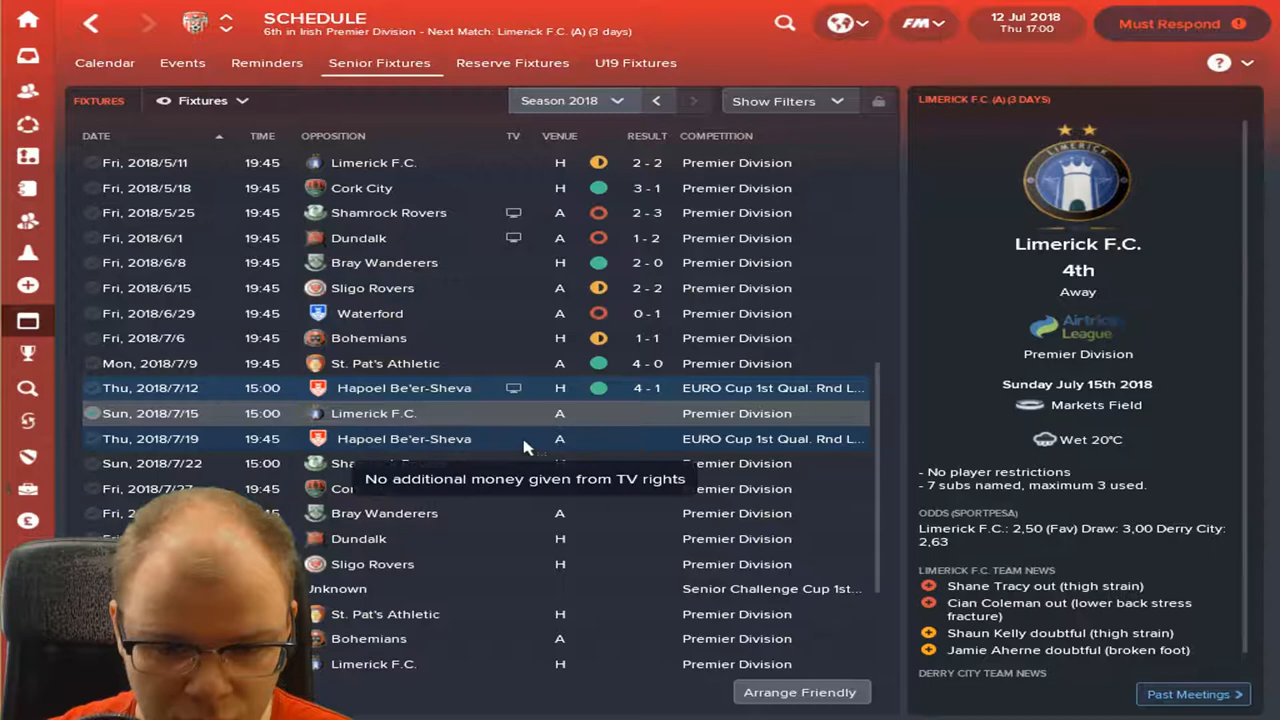 SCHEDULE
6th in Irish Premier Division - Next Match: Limerick F.C. (A) (3 days)
FM
12 Jul 2018
Thu 17:00
Must Respond
Calendar
Events
Reminders
Senior Fixtures
Reserve Fixtures
U19 Fixtures
FIXTURES
Fixtures
Season 2018
Show Filters
DATE TIME OPPOSITION TV VENUE RESULT COMPETITION
Fri, 2018/5/11 19:45 Limerick F.C. H 2 - 2 Premier Division
Fri, 2018/5/18 19:45 Cork City H 3 - 1 Premier Division
Fri, 2018/5/25 19:45 Shamrock Rovers A 2 - 3 Premier Division
Fri, 2018/6/1 19:45 Dundalk A 1 - 2 Premier Division
Fri, 2018/6/8 19:45 Bray Wanderers H 2 - 0 Premier Division
Fri, 2018/6/15 19:45 Sligo Rovers A 2 - 2 Premier Division
Fri, 2018/6/29 19:45 Waterford A 0 - 1 Premier Division
Fri, 2018/7/6 19:45 Bohemians H 1 - 1 Premier Division
Mon, 2018/7/9 19:45 St. Pat's Athletic A 4 - 0 Premier Division
Thu, 2018/7/12 15:00 Hapoel Be'er-Sheva H 4 - 1 EURO Cup 1st Qual. Rnd L...
Sun, 2018/7/15 15:00 Limerick F.C. A Premier Division
Thu, 2018/7/19 19:45 Hapoel Be'er-Sheva A EURO Cup 1st Qual. Rnd L...
Sun, 2018/7/22 15:00 Premier Division
No additional money given from TV rights
Bray Wanderers A Premier Division
Dundalk H Premier Division
Sligo Rovers H Premier Division
Unknown Senior Challenge Cup 1st...
St. Pat's Athletic H Premier Division
Bohemians A Premier Division
Limerick F.C. H Premier Division
Arrange Friendly
LIMERICK F.C. (A) (3 DAYS)
Limerick F.C.
4th
Away
Airtricity
League
Premier Division
Sunday July 15th 2018
Markets Field
Wet 20°C
- No player restrictions
- 7 subs named, maximum 3 used.
ODDS (SPORTPESA)
Limerick F.C.: 2,50 (Fav) Draw: 3,00 Derry City:
2,63
LIMERICK F.C. TEAM NEWS
Shane Tracy out (thigh strain)
Cian Coleman out (lower back stress
fracture)
Shaun Kelly doubtful (thigh strain)
Jamie Aherne doubtful (broken foot)
DERRY CITY TEAM NEWS
Past Meetings >